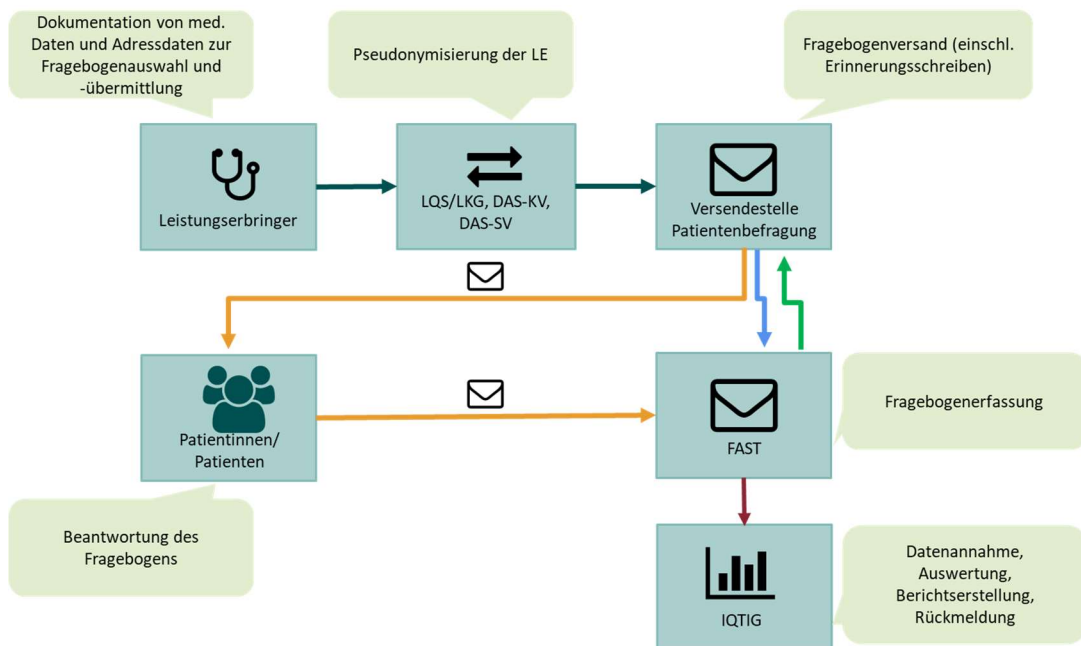 Dokumentation von med.
Daten und Adressdaten zur
Fragebogenauswahl und
-übermittlung
Pseudonymisierung der LE
Fragebogenversand (einschl.
Erinnerungsschreiben)
Leistungserbringer
LQS/LKG, DAS-KV,
DAS-SV
Versendestelle
Patientenbefragung
Patientinnen/
Patienten
FAST
Fragebogenerfassung
Beantwortung des
Fragebogens
IQTIG
Datenannahme,
Auswertung,
Berichtserstellung,
Rückmeldung